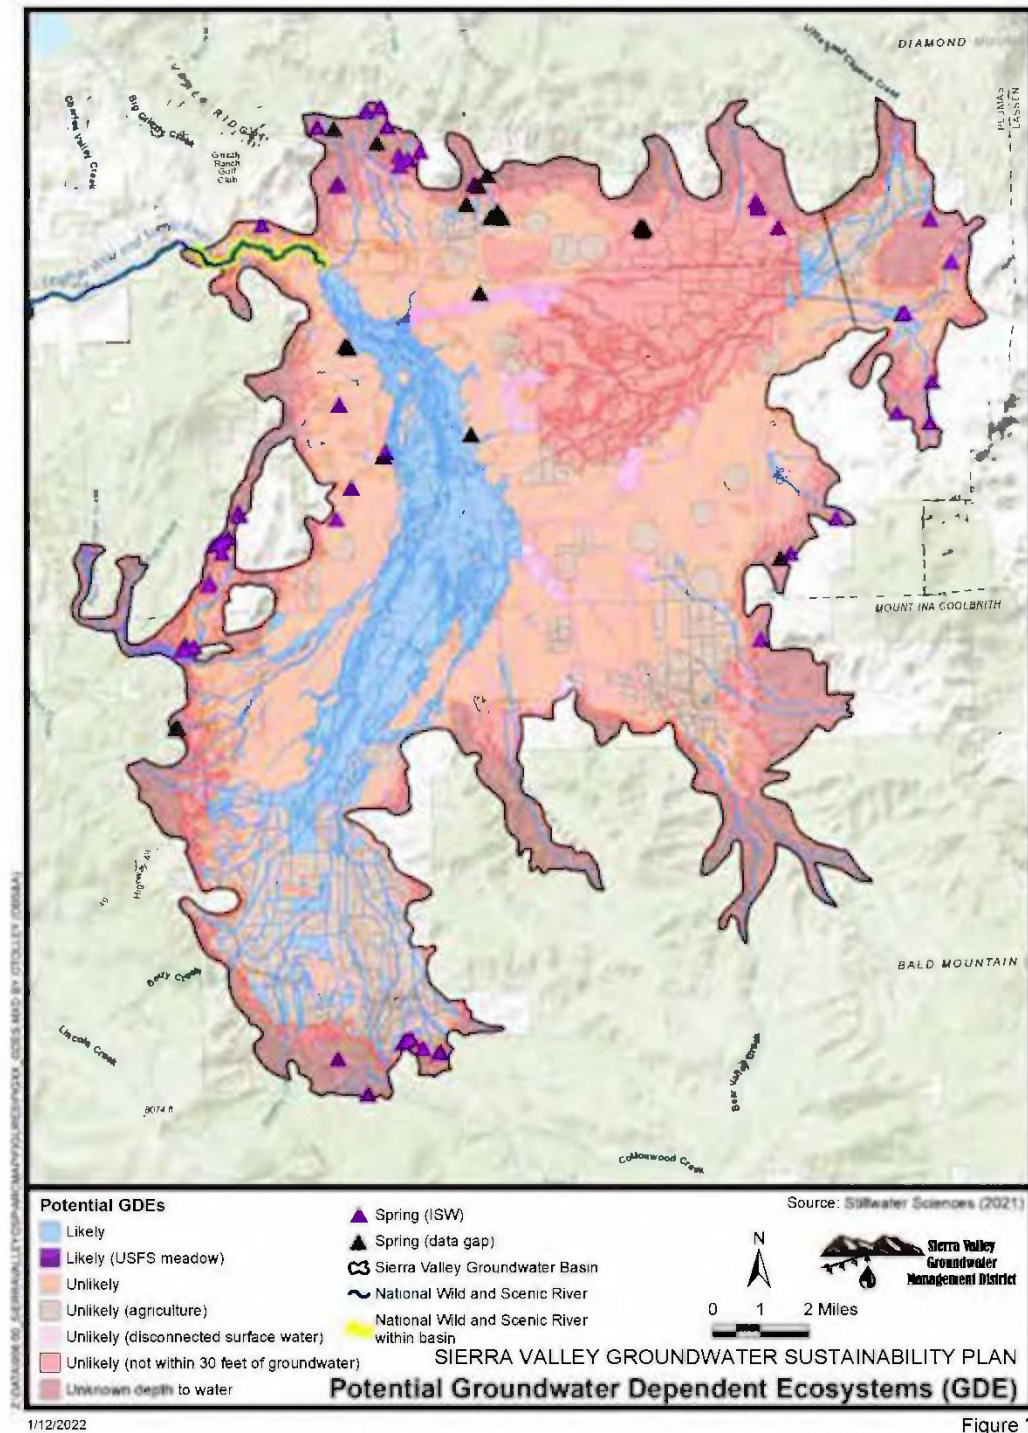 DIAMOND
PLUMAS
LASSEN
Big Grizzly Creek
Grizzly
Ranch
Golf
Club
MOUNT INA COOLBRITH
Highway 49
49
BALD MOUNTAIN
Berry Creek
Lincoln Creek
Bear Valley Creek
8074 ft
Cottonwood Creek
Potential GDEs
Likely
Likely (USFS meadow)
Unlikely
Unlikely (agriculture)
Unlikely (disconnected surface water)
Unlikely (not within 30 feet of groundwater)
Unknown depth to water
Spring (ISW)
Spring (data gap)
Sierra Valley Groundwater Basin
National Wild and Scenic River
National Wild and Scenic River
within basin
Source: Stillwater Sciences (2021)
N
Sierra Valley
Groundwater
Management District
0 1 2 Miles
SIERRA VALLEY GROUNDWATER SUSTAINABILITY PLAN
Potential Groundwater Dependent Ecosystems (GDE)
1/12/2022
Figure 1